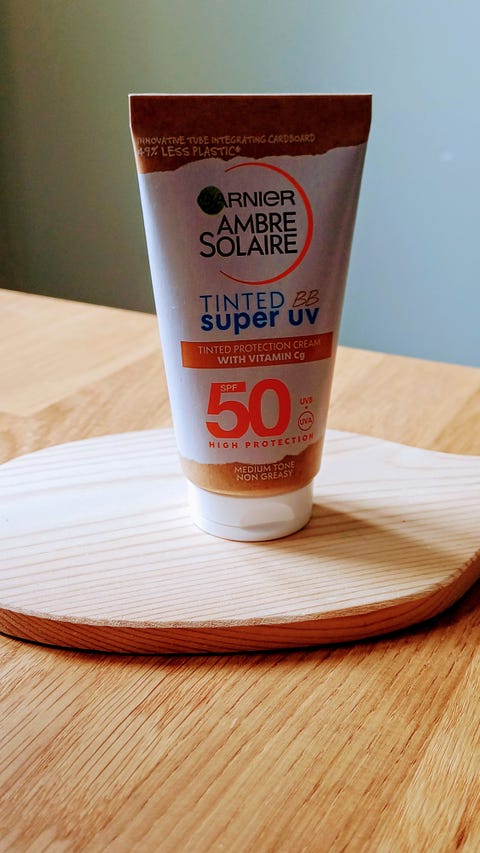 INNOVATIVE TUBE INTEGRATING CARDBOARD
49% LESS PLASTIC*
GARNIER
AMBRE
SOLAIRE
TINTED BB
super UV
TINTED PROTECTION CREAM
WITH VITAMIN Cg
SPF
50
UVB
+
UVA
HIGH PROTECTION
MEDIUM TONE
NON GREASY